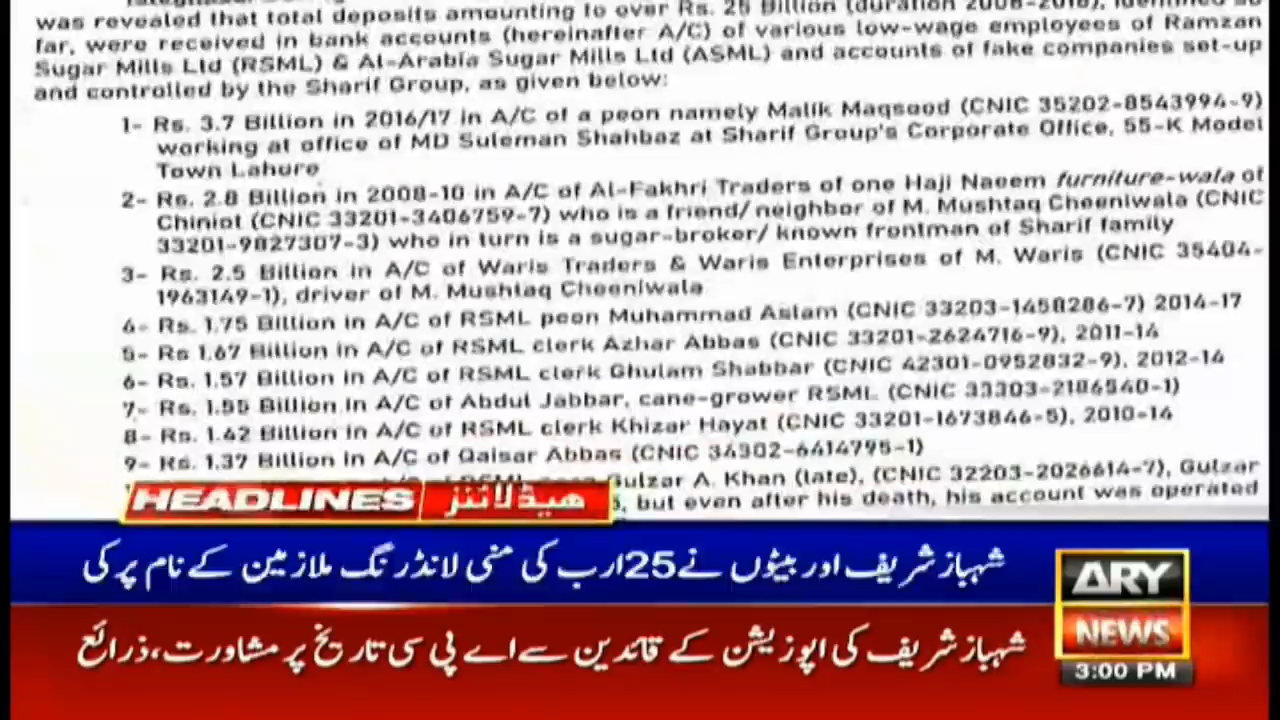 was revealed that total deposits amounting to over Rs. 25 Billion (duration 2008-2018), identified so
far, were received in bank accounts (hereinafter A/C) of various low-wage employees of Ramzan
Sugar Mills Ltd (RSML) & Al-Arabia Sugar Mills Ltd (ASML) and accounts of fake companies set-up
and controlled by the Sharif Group, as given below:
1- Rs. 3.7 Billion in 2016/17 in A/C of a peon namely Malik Maqsood (CNIC 35202-8543994-9)
working at office of MD Suleman Shahbaz at Sharif Group's Corporate Office, 55-K Model
Town Lahore
2- Rs. 2.8 Billion in 2008-10 in A/C of Al-Fakhri Traders of one Haji Naeem furniture-wala of
Chiniot (CNIC 33201-3406759-7) who is a friend/ neighbor of M. Mushtaq Cheeniwala (CNIC
33201-9827307-3) who in turn is a sugar-broker/ known frontman of Sharif family
3- Rs. 2.5 Billion in A/C of Waris Traders & Waris Enterprises of M. Waris (CNIC 35404-
1963149-1), driver of M. Mushtaq Cheeniwala
4- Rs. 1.75 Billion in A/C of RSML peon Muhammad Aslam (CNIC 33203-1458286-7) 2014-17
5- Rs 1.67 Billion in A/C of RSML clerk Azhar Abbas (CNIC 33201-2624716-9), 2011-14
6- Rs. 1.57 Billion in A/C of RSML clerk Ghulam Shabbar (CNIC 42301-0952832-9), 2012-14
7- Rs. 1.55 Billion in A/C of Abdul Jabbar, cane-grower RSML (CNIC 33303-2186540-1)
8- Rs. 1.42 Billion in A/C of RSML clerk Khizar Hayat (CNIC 33201-1673846-5), 2010-14
9- Rs. 1.37 Billion in A/C of Qaisar Abbas (CNIC 34302-6414795-1)
Gulzar A. Khan (late), (CNIC 32203-2026614-7), Gulzar
, but even after his death, his account was operated
HEADLINES ہیڈلائنز
شہباز شریف اور بیٹوں نے 25 ارب کی منی لانڈرنگ ملازمین کے نام پر کی
شہباز شریف کی اپوزیشن کے قائدین سے اے پی سی تاریخ پر مشاورت، ذرائع
ARY
NEWS
3:00 PM